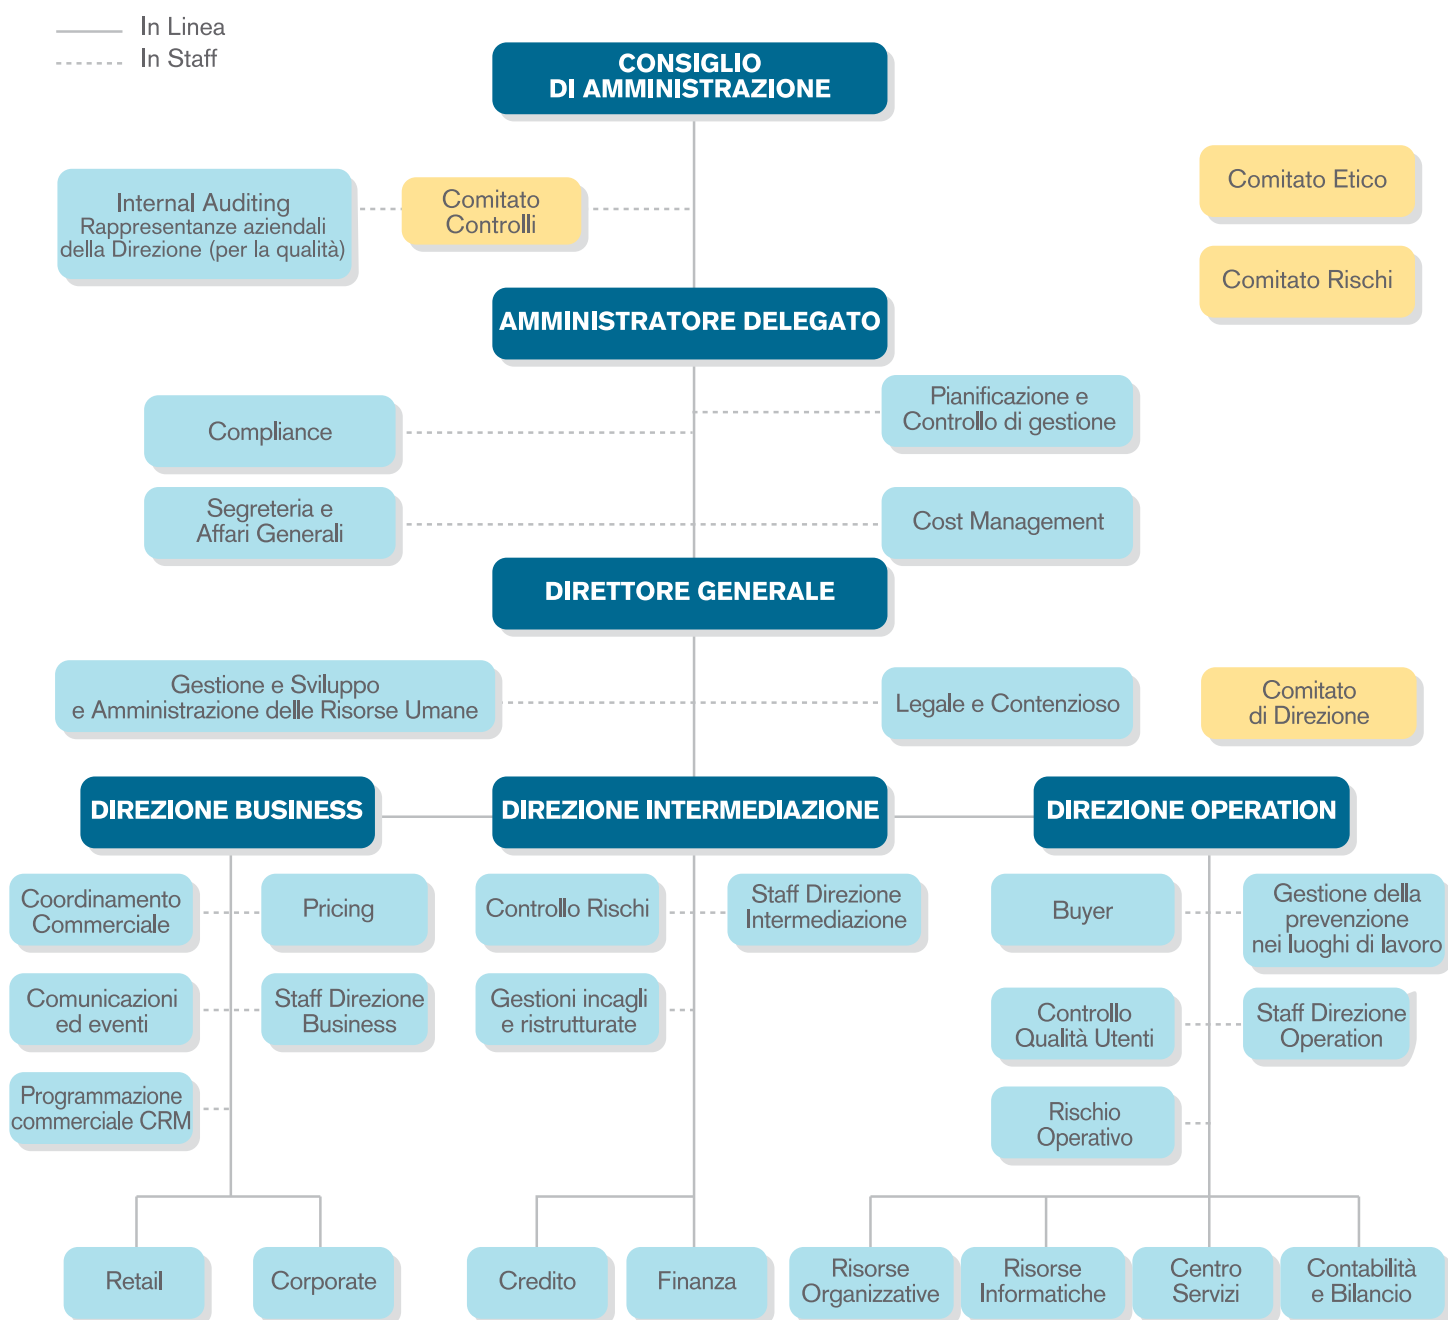 In Linea
In Staff
CONSIGLIO
DI AMMINISTRAZIONE
Internal Auditing
Rappresentanze aziendali
della Direzione (per la qualità)
Comitato
Controlli
Comitato Etico
Comitato Rischi
AMMINISTRATORE DELEGATO
Compliance
Pianificazione e
Controllo di gestione
Segreteria e
Affari Generali
Cost Management
DIRETTORE GENERALE
Gestione e Sviluppo
e Amministrazione delle Risorse Umane
Legale e Contenzioso
Comitato
di Direzione
DIREZIONE BUSINESS
DIREZIONE INTERMEDIAZIONE
DIREZIONE OPERATION
Coordinamento
Commerciale
Pricing
Controllo Rischi
Staff Direzione
Intermediazione
Buyer
Gestione della
prevenzione
nei luoghi di lavoro
Comunicazioni
ed eventi
Staff Direzione
Business
Gestioni incagli
e ristrutturate
Controllo
Qualità Utenti
Staff Direzione
Operation
Programmazione
commerciale CRM
Rischio
Operativo
Retail
Corporate
Credito
Finanza
Risorse
Organizzative
Risorse
Informatiche
Centro
Servizi
Contabilità
e Bilancio